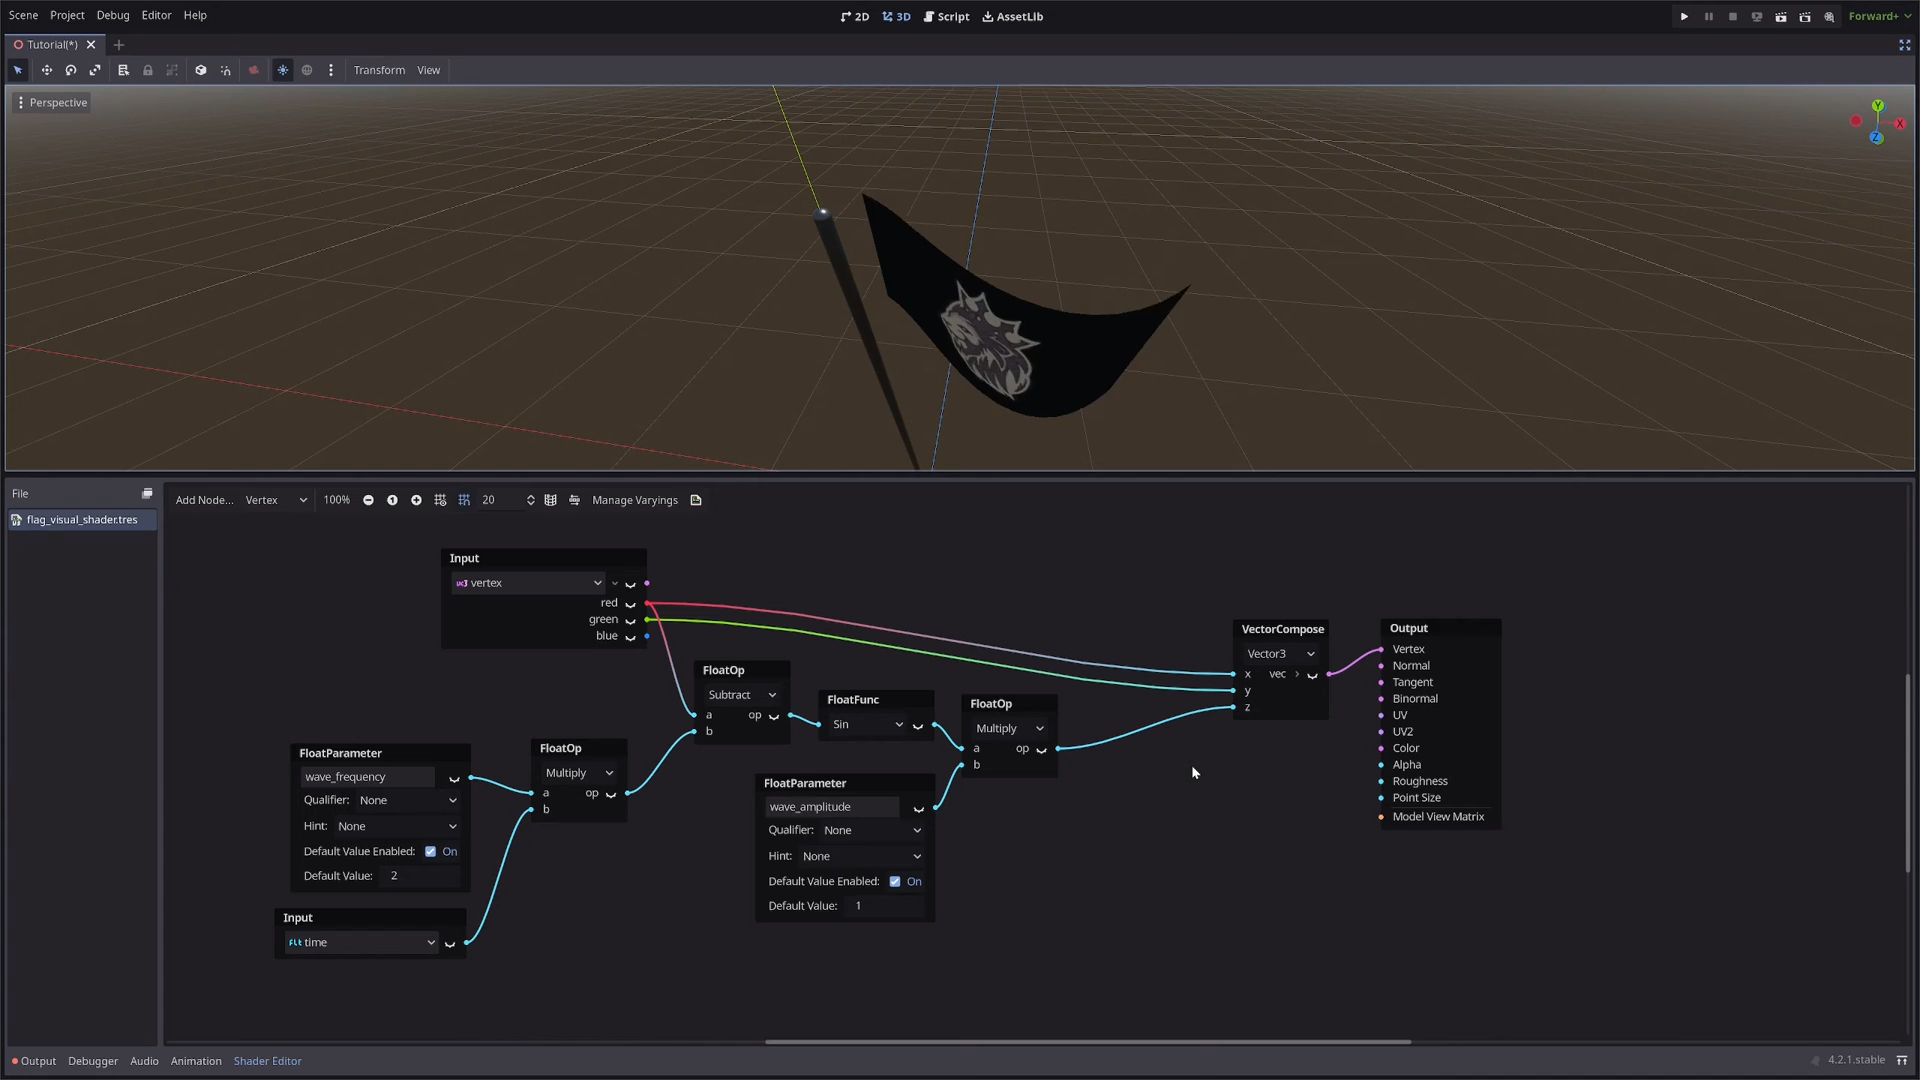 Scene Project Debug Editor Help 2D 3D Script AssetLib Forward+
Tutorial(*)
Transform View
Perspective
Y
X
Z
File
Add Node... Vertex 100% 20 Manage Varyings
flag_visual_shader.tres
Input
vertex
red
green
blue
FloatOp
Subtract
a op
b
FloatFunc
Sin
FloatOp
Multiply
a op
b
VectorCompose
Vector3
x vec
y
z
Output
Vertex
Normal
Tangent
Binormal
UV
UV2
Color
Alpha
Roughness
Point Size
Model View Matrix
FloatParameter
wave_frequency
Qualifier: None
Hint: None
Default Value Enabled: On
Default Value: 2
FloatOp
Multiply
a op
b
FloatParameter
wave_amplitude
Qualifier: None
Hint: None
Default Value Enabled: On
Default Value: 1
Input
time
Output Debugger Audio Animation Shader Editor 4.2.1.stable